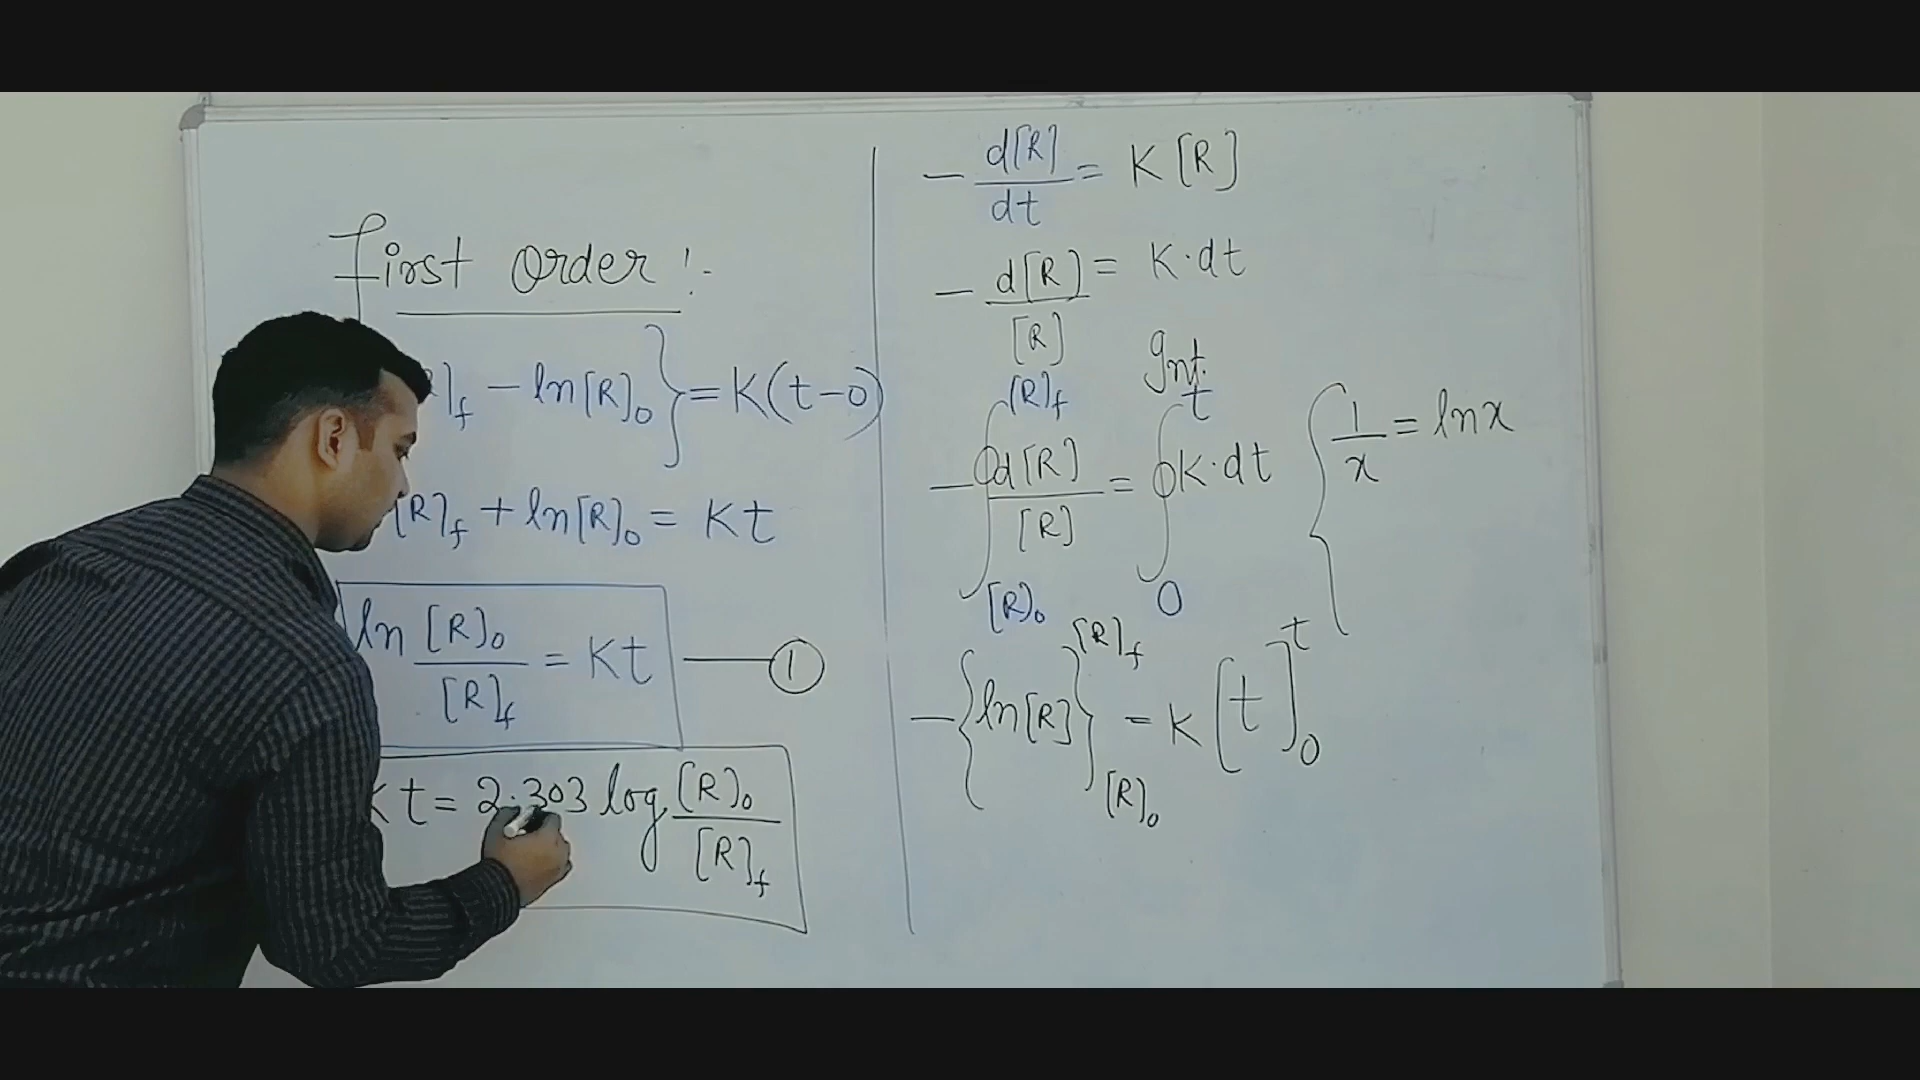 First Order :-
R]f - ln[R]0 } = K(t-0)
[R]f + ln[R]0 = Kt
ln [R]0 / [R]f = Kt — 1
Kt = 2.303 log [R]0 / [R]f
- d[R] / dt = K [R]
- d[R] / [R] = K·dt
Int.
- ∫ [R]0 [R]f d[R] / [R] = ∫ 0 t K·dt { 1 / x = ln x
- { ln[R] } [R]0 [R]f = K [ t ] 0 t